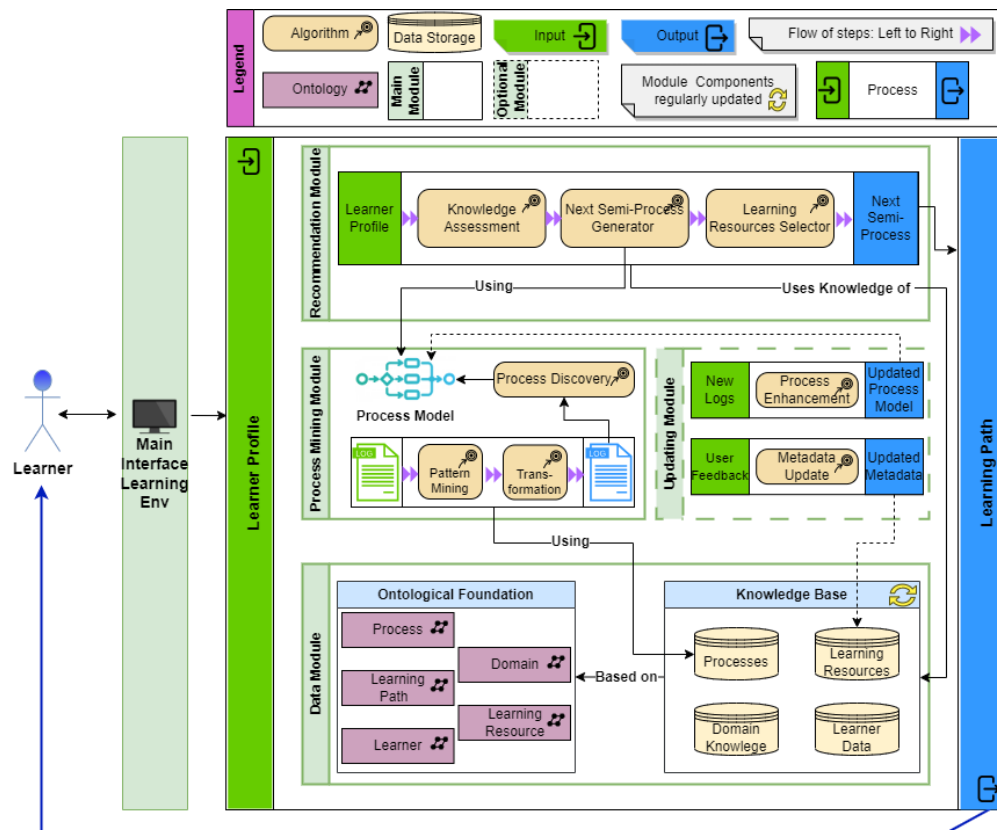 Legend
Algorithm
Data Storage
Input
Output
Flow of steps: Left to Right
Ontology
Main
Module
Optional
Module
Module Components
regularly updated
Process
Learner
Main
Interface
Learning
Env
Learner Profile
Recommendation Module
Learner
Profile
Knowledge
Assessment
Next Semi-Process
Generator
Learning
Resources Selector
Next
Semi-
Process
Using
Uses Knowledge of
Process Mining Module
Process Model
Process Discovery
LOG
Pattern
Mining
Trans-
formation
LOG
Updating Module
New
Logs
Process
Enhancement
Updated
Process
Model
User
Feedback
Metadata
Update
Updated
Metadata
Using
Data Module
Ontological Foundation
Process
Domain
Learning
Path
Learning
Resource
Learner
Based on
Knowledge Base
Processes
Learning
Resources
Domain
Knowlege
Learner
Data
Learning Path